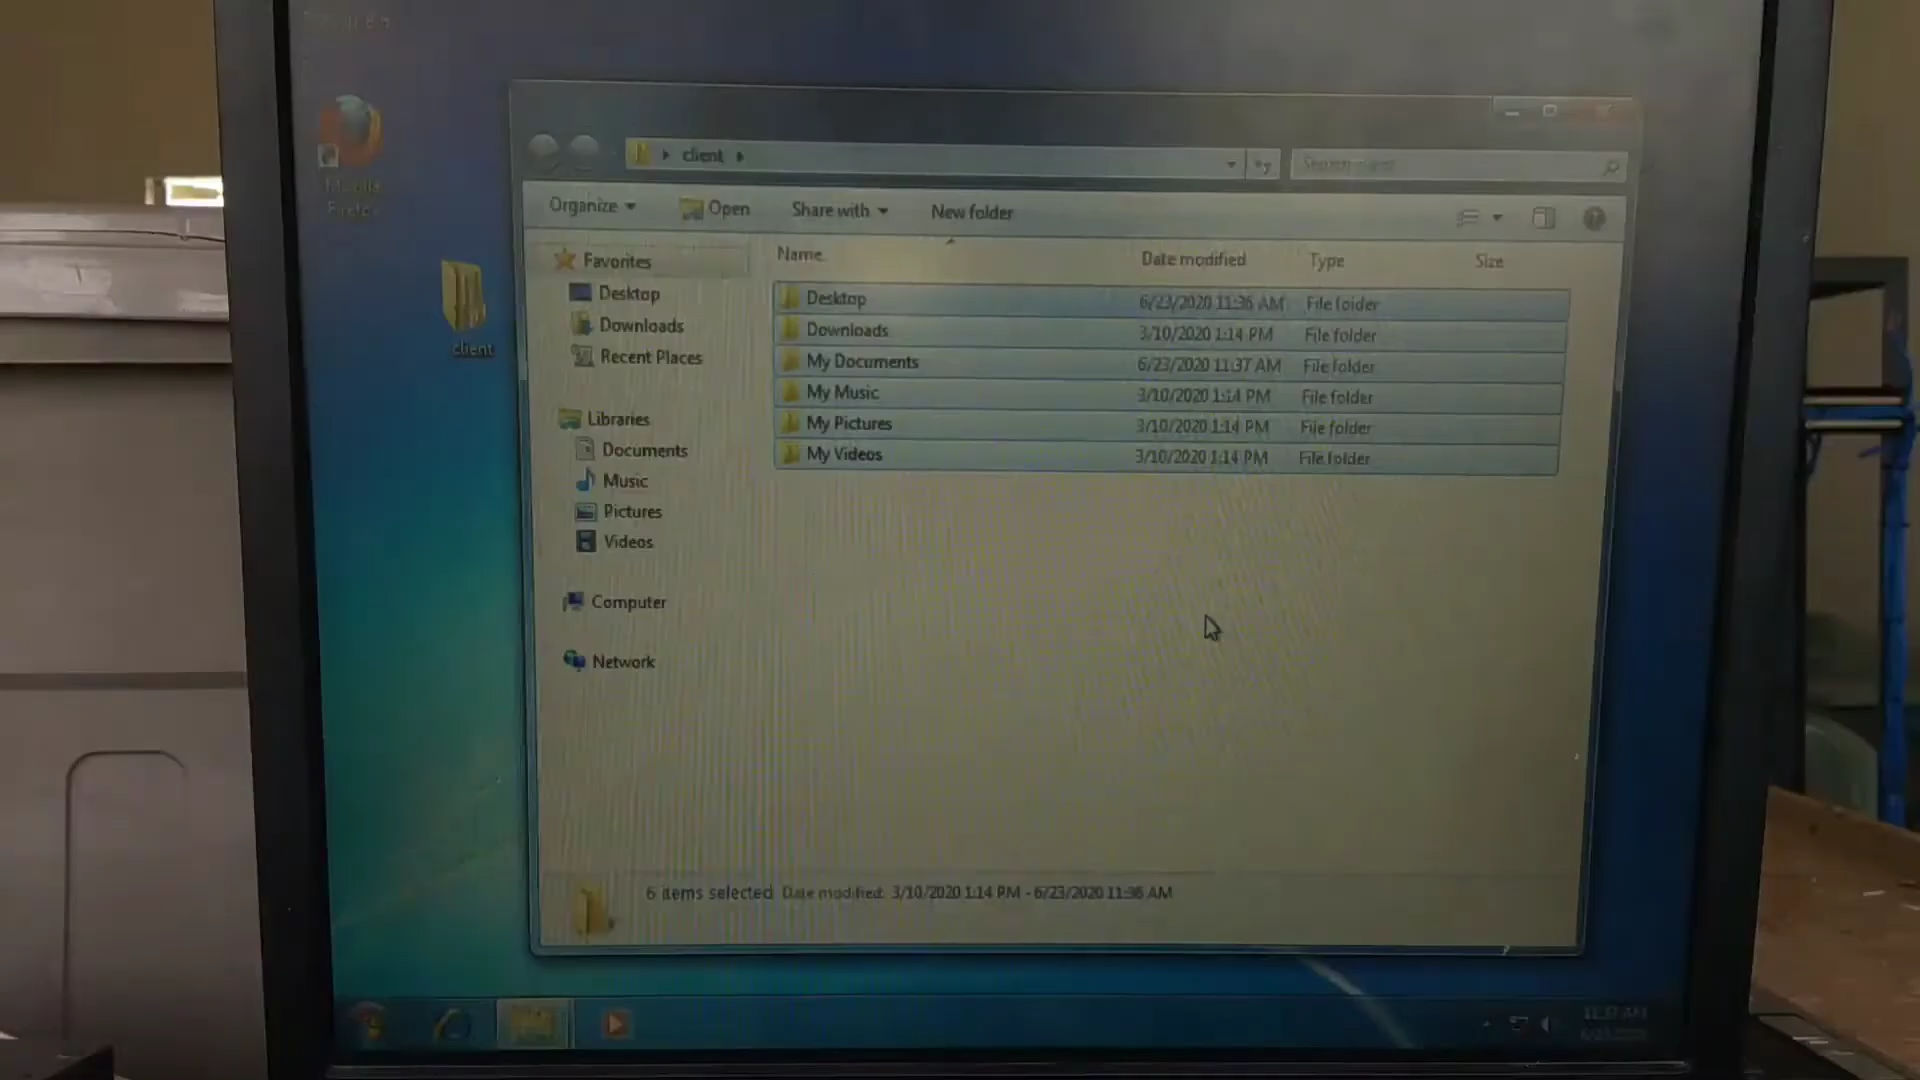 Mozilla
Firefox
client
client
Organize
Open
Share with
New folder
Favorites
Desktop
Downloads
Recent Places
Libraries
Documents
Music
Pictures
Videos
Computer
Network
Name
Date modified
Type
Size
Desktop 6/23/2020 11:36 AM File folder
Downloads 3/10/2020 1:14 PM File folder
My Documents 6/23/2020 11:37 AM File folder
My Music 3/10/2020 1:14 PM File folder
My Pictures 3/10/2020 1:14 PM File folder
My Videos 3/10/2020 1:14 PM File folder
6 items selected Date modified: 3/10/2020 1:14 PM - 6/23/2020 11:36 AM